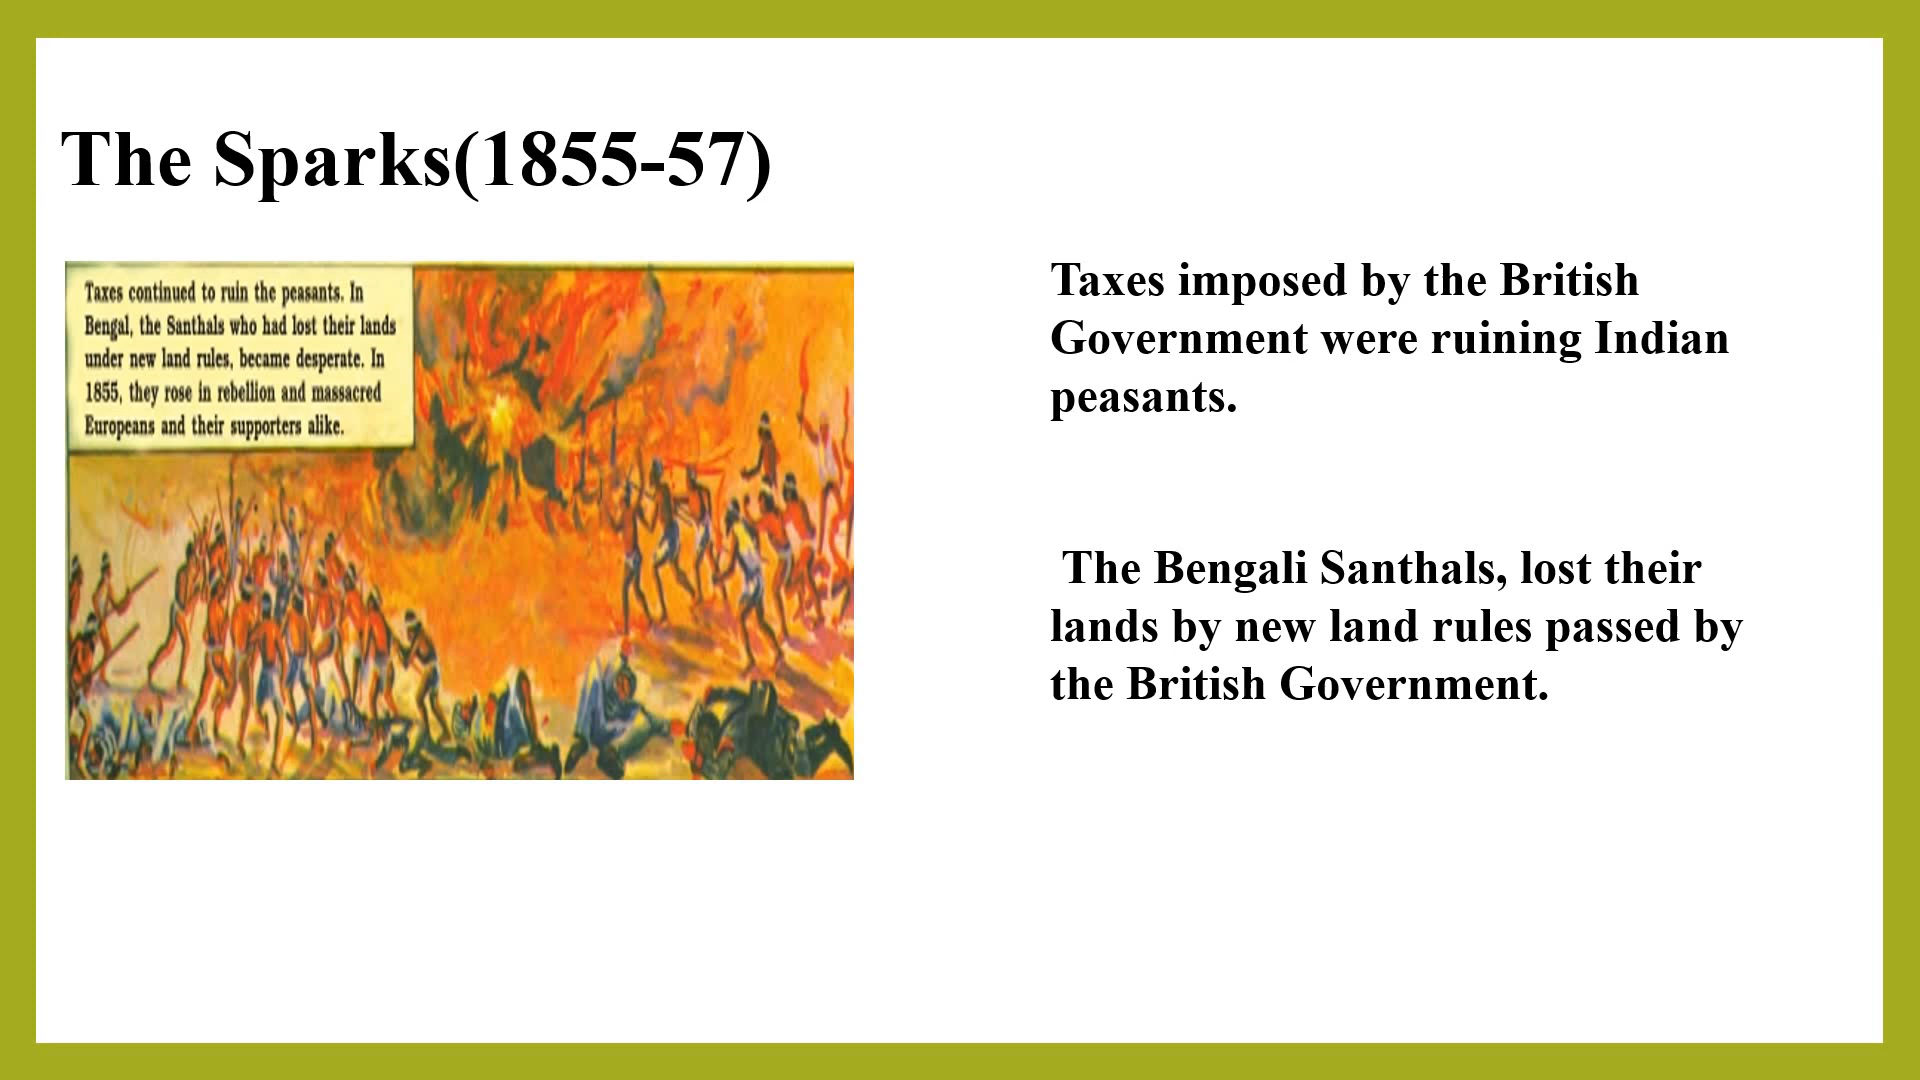 The Sparks(1855-57)
Taxes continued to ruin the peasants. In
Bengal, the Santhals who had lost their lands
under new land rules, became desperate. In
1855, they rose in rebellion and massacred
Europeans and their supporters alike.
Taxes imposed by the British
Government were ruining Indian
peasants.
The Bengali Santhals, lost their
lands by new land rules passed by
the British Government.